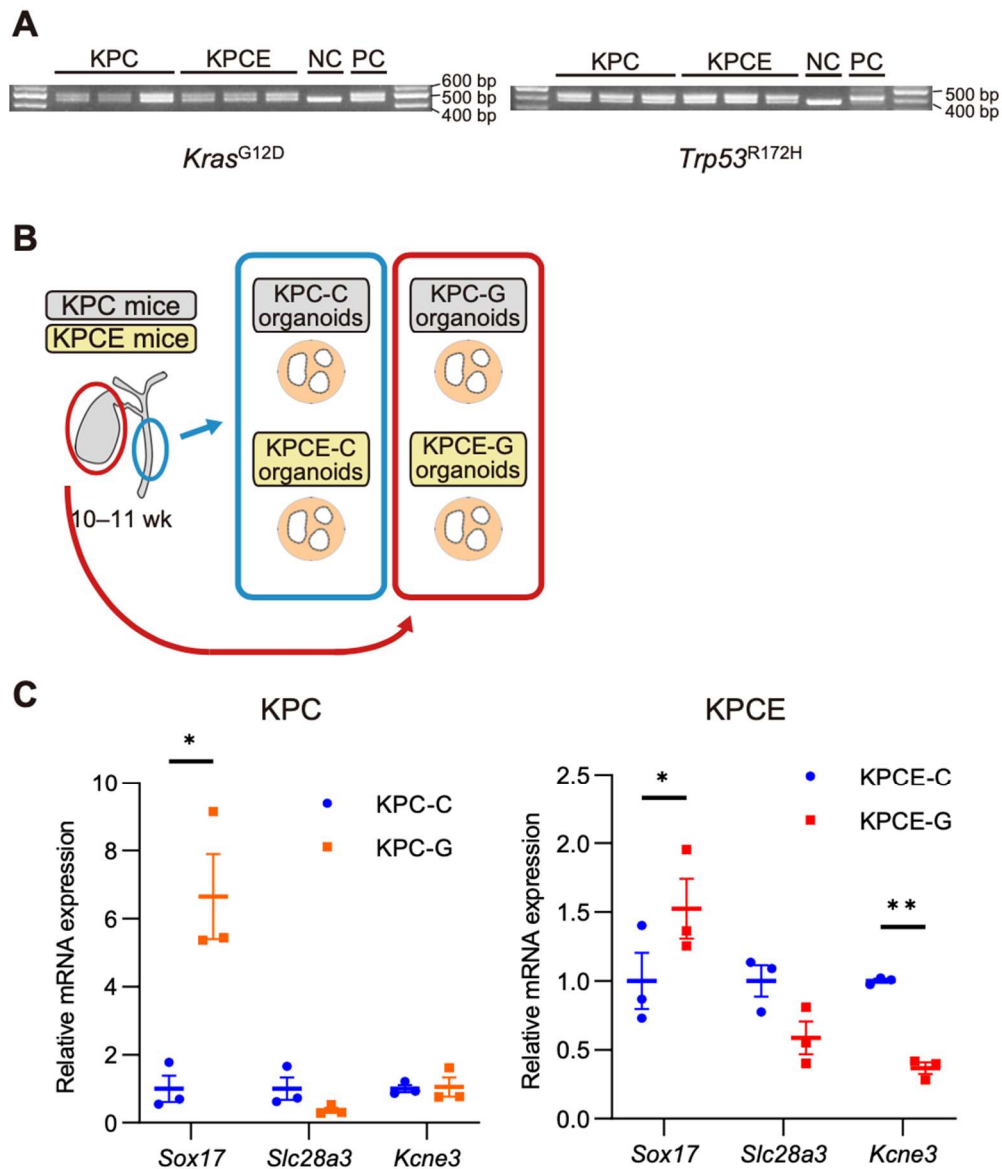 A
KPC KPCE NC PC
600 bp
500 bp
400 bp
Kras^G12D
KPC KPCE NC PC
500 bp
400 bp
Trp53^R172H
B
KPC mice
KPCE mice
10–11 wk
KPC-C
organoids
KPC-G
organoids
KPCE-C
organoids
KPCE-G
organoids
C
KPC
Relative mRNA expression
10
8
6
4
2
0
*
KPC-C
KPC-G
Sox17 Slc28a3 Kcne3
KPCE
Relative mRNA expression
2.5
2.0
1.5
1.0
0.5
0.0
*
**
KPCE-C
KPCE-G
Sox17 Slc28a3 Kcne3